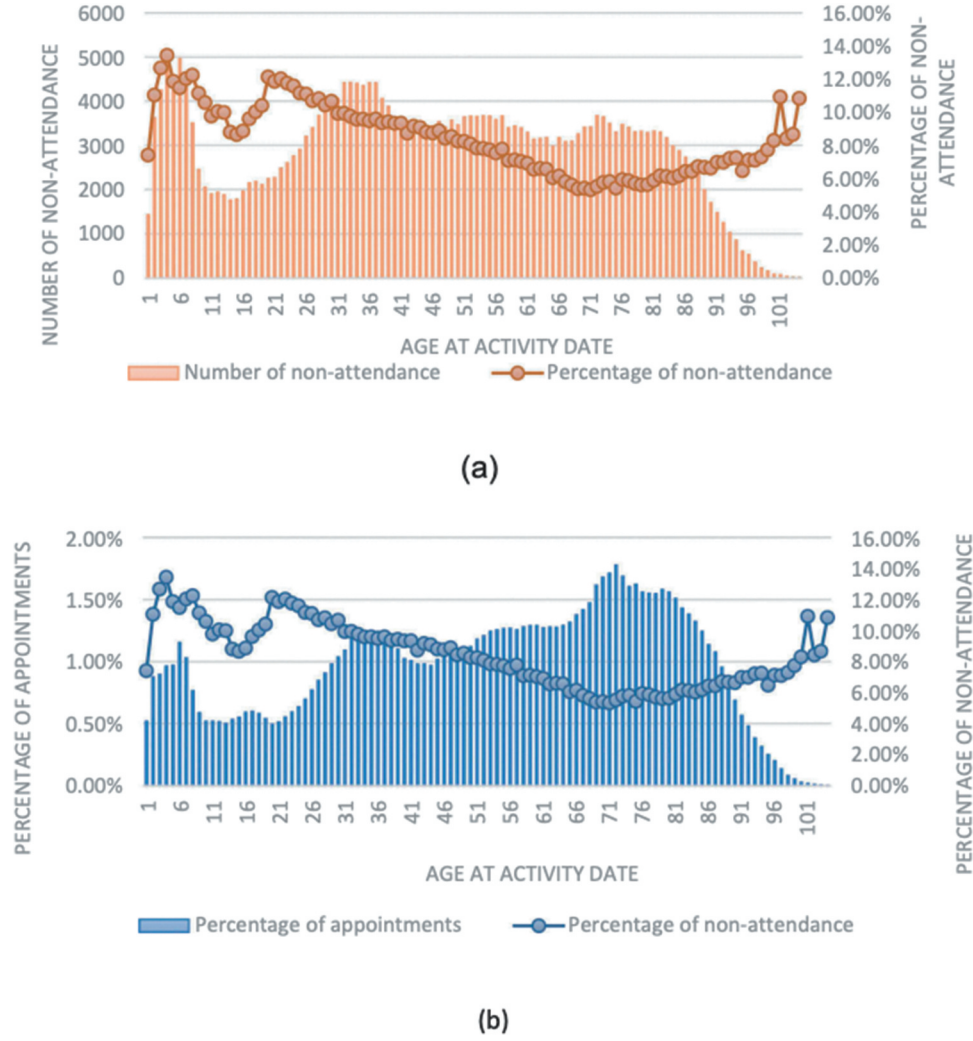 6000
5000
4000
3000
2000
1000
0
NUMBER OF NON-ATTENDANCE
16.00%
14.00%
12.00%
10.00%
8.00%
6.00%
4.00%
2.00%
0.00%
PERCENTAGE OF NON-
ATTENDANCE
1 6 11 16 21 26 31 36 41 46 51 56 61 66 71 76 81 86 91 96 101
AGE AT ACTIVITY DATE
Number of non-attendance Percentage of non-attendance
(a)
2.00%
1.50%
1.00%
0.50%
0.00%
PERCENTAGE OF APPOINTMENTS
16.00%
14.00%
12.00%
10.00%
8.00%
6.00%
4.00%
2.00%
0.00%
PERCENTAGE OF NON-ATTENDANCE
1 6 11 16 21 26 31 36 41 46 51 56 61 66 71 76 81 86 91 96 101
AGE AT ACTIVITY DATE
Percentage of appointments Percentage of non-attendance
(b)